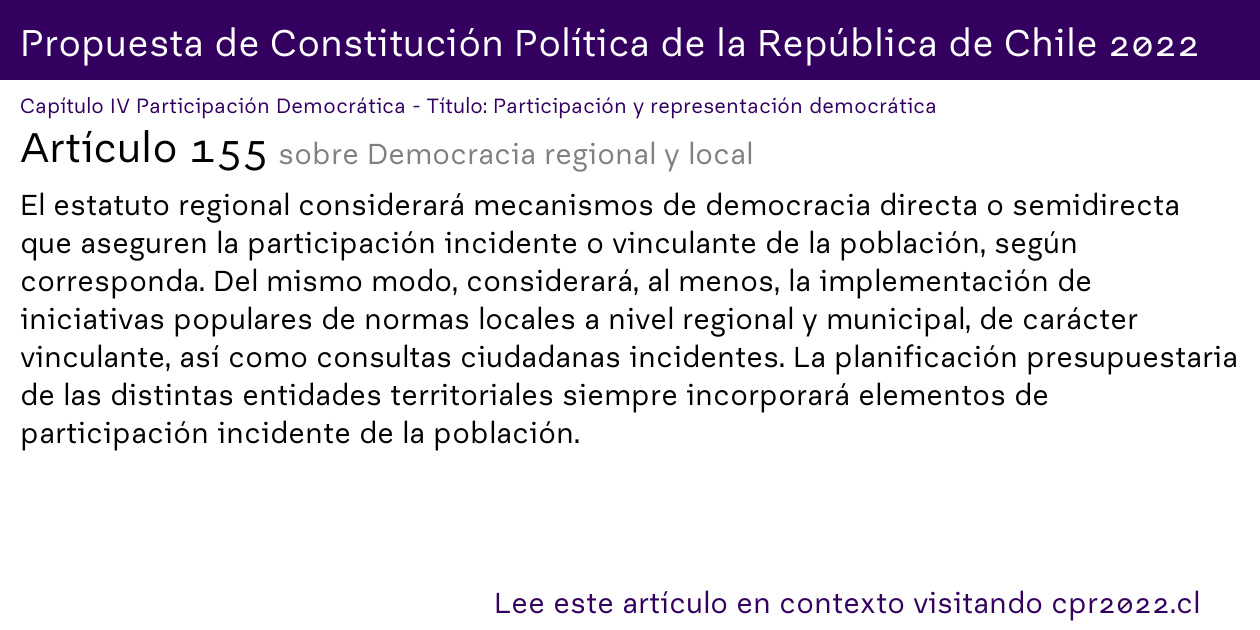 Propuesta de Constitución Política de la República de Chile 2022
Capítulo IV Participación Democrática - Título: Participación y representación democrática
Artículo 155 sobre Democracia regional y local
El estatuto regional considerará mecanismos de democracia directa o semidirecta
que aseguren la participación incidente o vinculante de la población, según
corresponda. Del mismo modo, considerará, al menos, la implementación de
iniciativas populares de normas locales a nivel regional y municipal, de carácter
vinculante, así como consultas ciudadanas incidentes. La planificación presupuestaria
de las distintas entidades territoriales siempre incorporará elementos de
participación incidente de la población.
Lee este artículo en contexto visitando cpr2022.cl